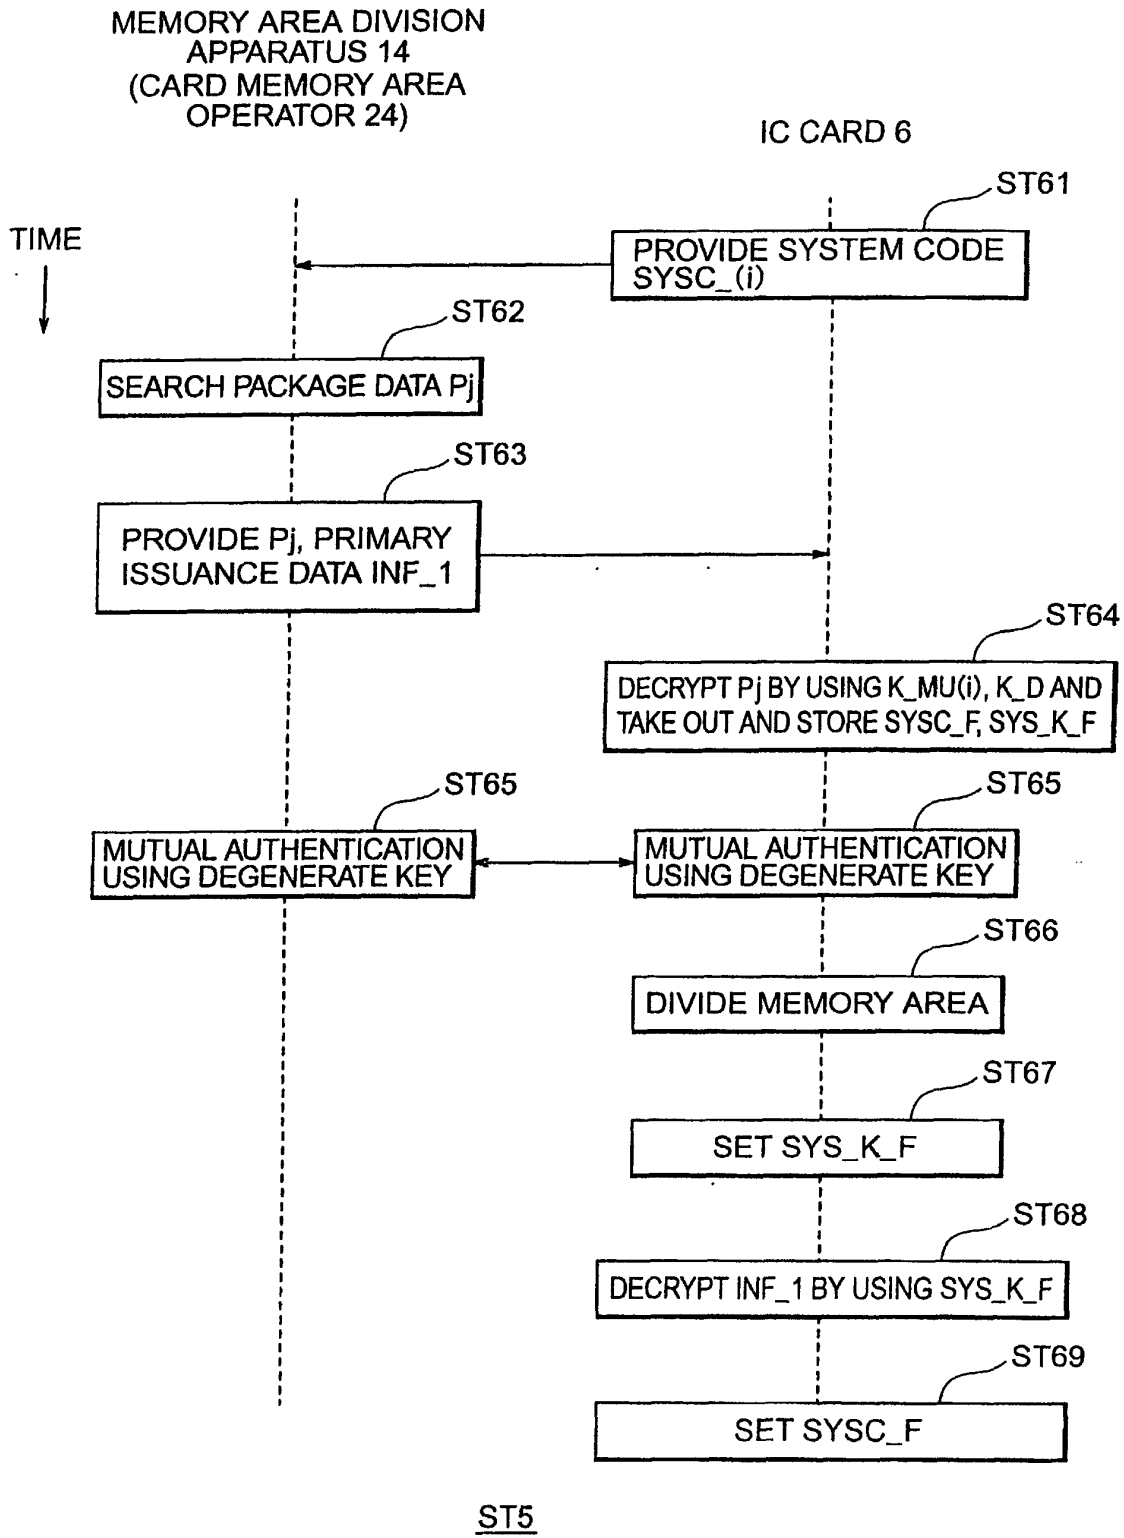 MEMORY AREA DIVISION
APPARATUS 14
(CARD MEMORY AREA
OPERATOR 24)
IC CARD 6
TIME
ST61
PROVIDE SYSTEM CODE
SYSC_(i)
ST62
SEARCH PACKAGE DATA Pj
ST63
PROVIDE Pj, PRIMARY
ISSUANCE DATA INF_1
ST64
DECRYPT Pj BY USING K_MU(i), K_D AND
TAKE OUT AND STORE SYSC_F, SYS_K_F
ST65
MUTUAL AUTHENTICATION
USING DEGENERATE KEY
ST65
MUTUAL AUTHENTICATION
USING DEGENERATE KEY
ST66
DIVIDE MEMORY AREA
ST67
SET SYS_K_F
ST68
DECRYPT INF_1 BY USING SYS_K_F
ST69
SET SYSC_F
ST5